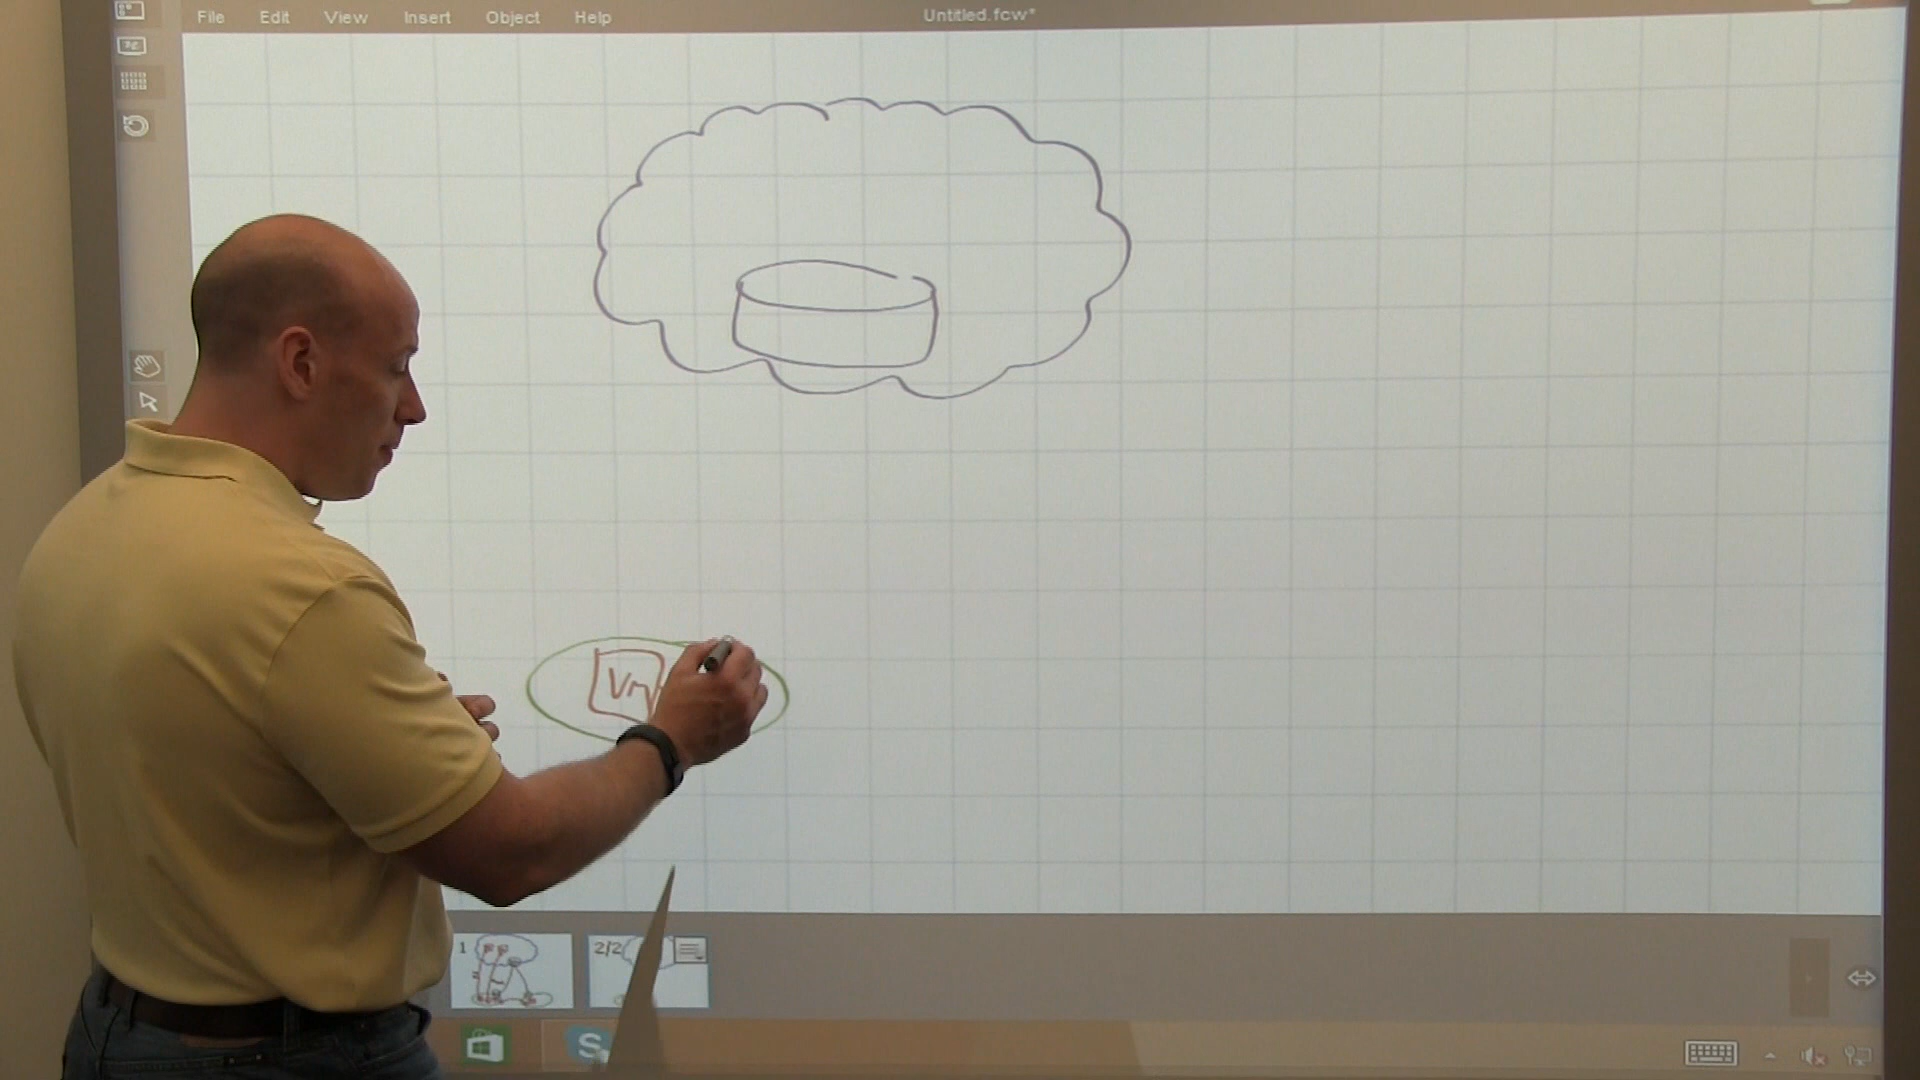 File Edit View Insert Object Help
Untitled.fcw*
Vm
1
2/2
S